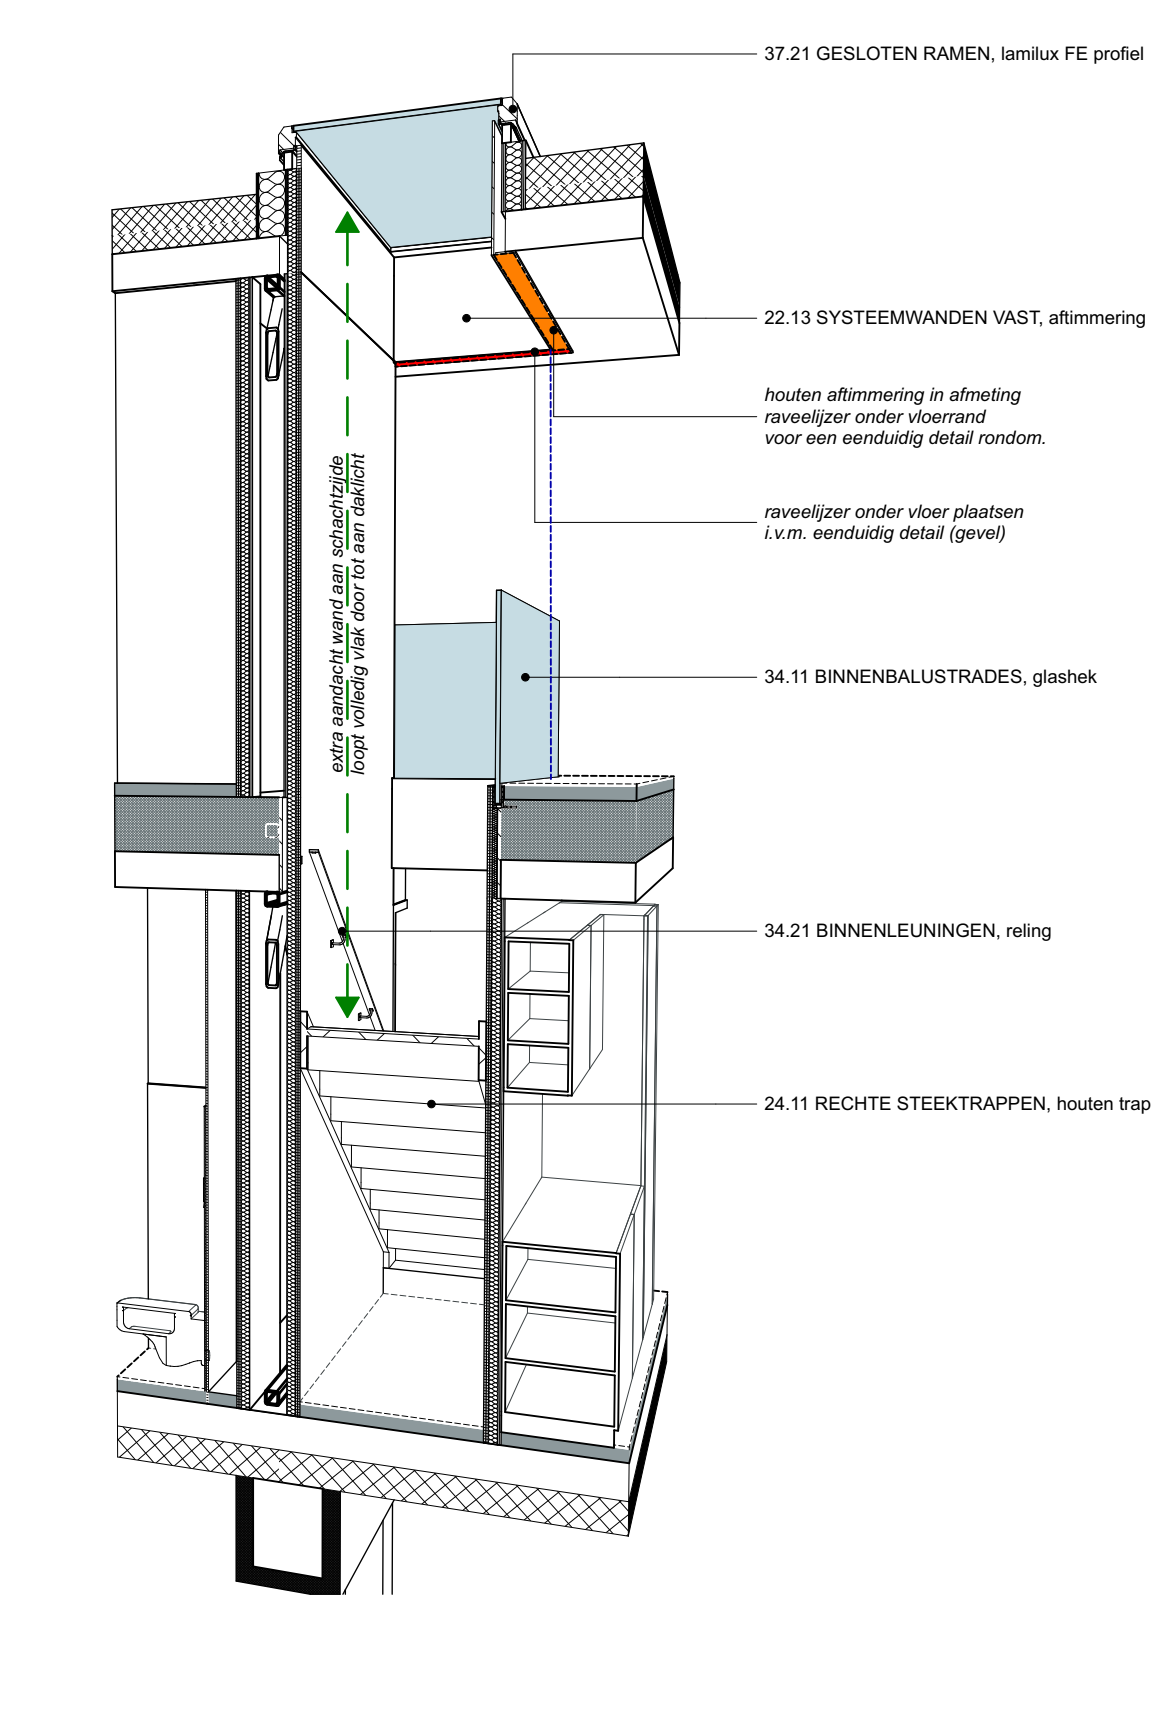 37.21 GESLOTEN RAMEN, lamilux FE profiel
22.13 SYSTEEMWANDEN VAST, aftimmering
houten aftimmering in afmeting
raveelijzer onder vloerrand
voor een eenduidig detail rondom.
extra aandacht wand aan schachtzijde
loopt volledig vlak door tot aan daklicht
raveelijzer onder vloer plaatsen
i.v.m. eenduidig detail (gevel)
34.11 BINNENBALUSTRADES, glashek
34.21 BINNENLEUNINGEN, reling
24.11 RECHTE STEEKTRAPPEN, houten trap